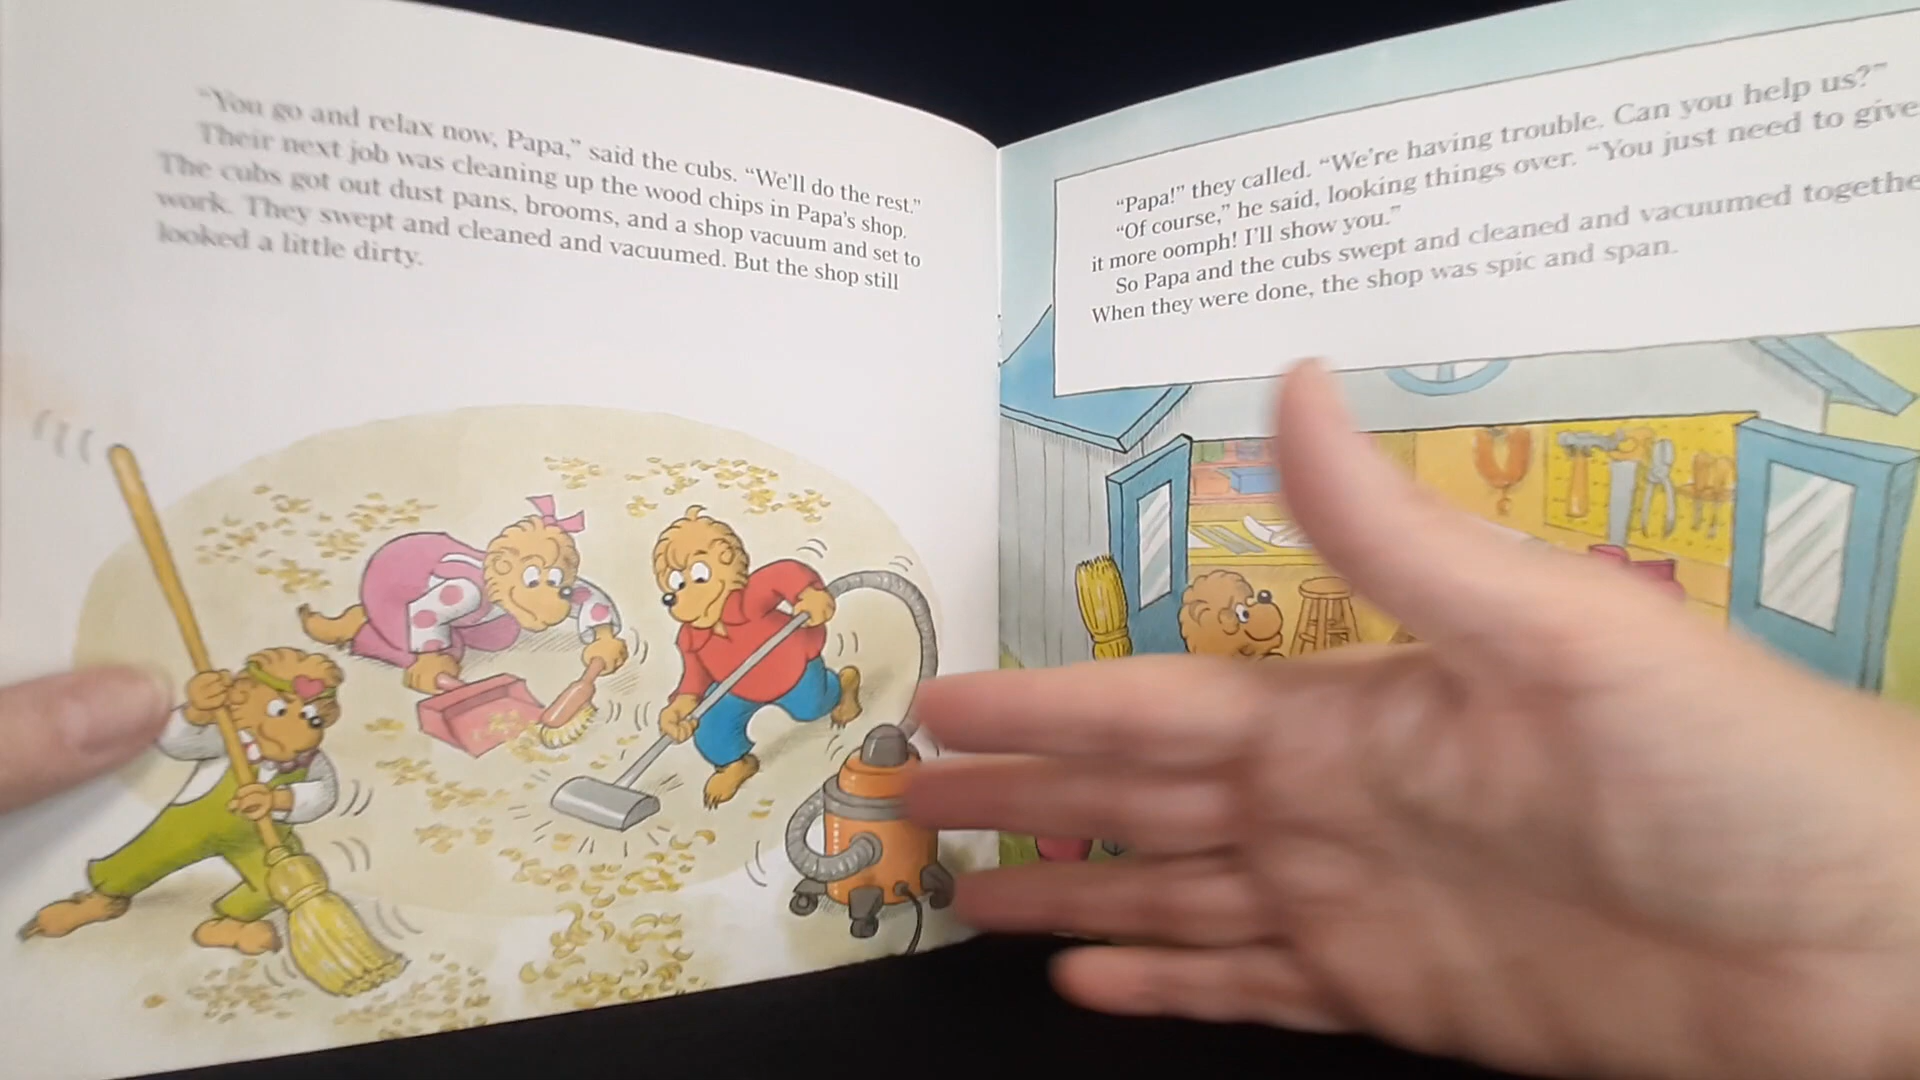 “You go and relax now, Papa,” said the cubs. “We’ll do the rest.”
Their next job was cleaning up the wood chips in Papa’s shop.
The cubs got out dust pans, brooms, and a shop vacuum and set to
work. They swept and cleaned and vacuumed. But the shop still
looked a little dirty.
“Papa!” they called. “We’re having trouble. Can you help us?”
“Of course,” he said, looking things over. “You just need to give
it more oomph! I’ll show you.”
So Papa and the cubs swept and cleaned and vacuumed togethe
When they were done, the shop was spic and span.